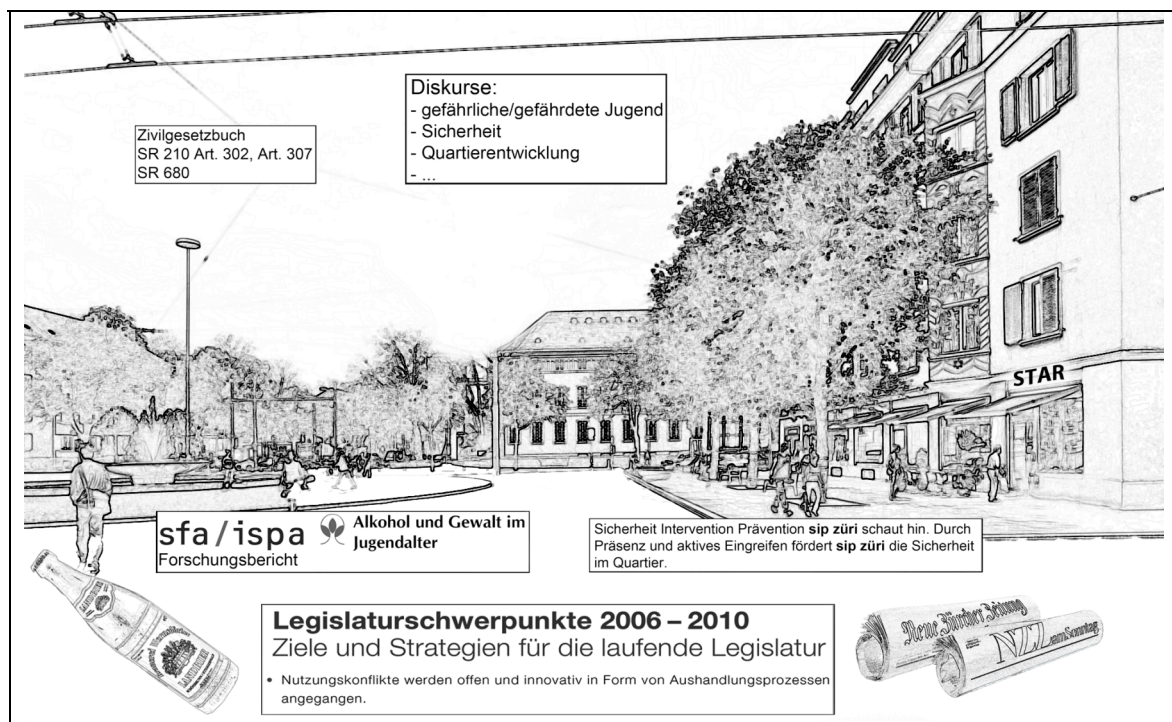 Diskurse:
- gefährliche/gefährdete Jugend
- Sicherheit
- Quartierentwicklung
- ...
Zivilgesetzbuch
SR 210 Art. 302, Art. 307
SR 680
STAR
sfa/ispa
Alkohol und Gewalt im
Jugendalter
Forschungsbericht
Sicherheit Intervention Prävention sip züri schaut hin. Durch
Präsenz und aktives Eingreifen fördert sip züri die Sicherheit
im Quartier.
Legislaturschwerpunkte 2006 – 2010
Ziele und Strategien für die laufende Legislatur
• Nutzungskonflikte werden offen und innovativ in Form von Aushandlungsprozessen
angegangen.
LANDBIER
Neue Zürcher Zeitung
NZZ am Sonntag